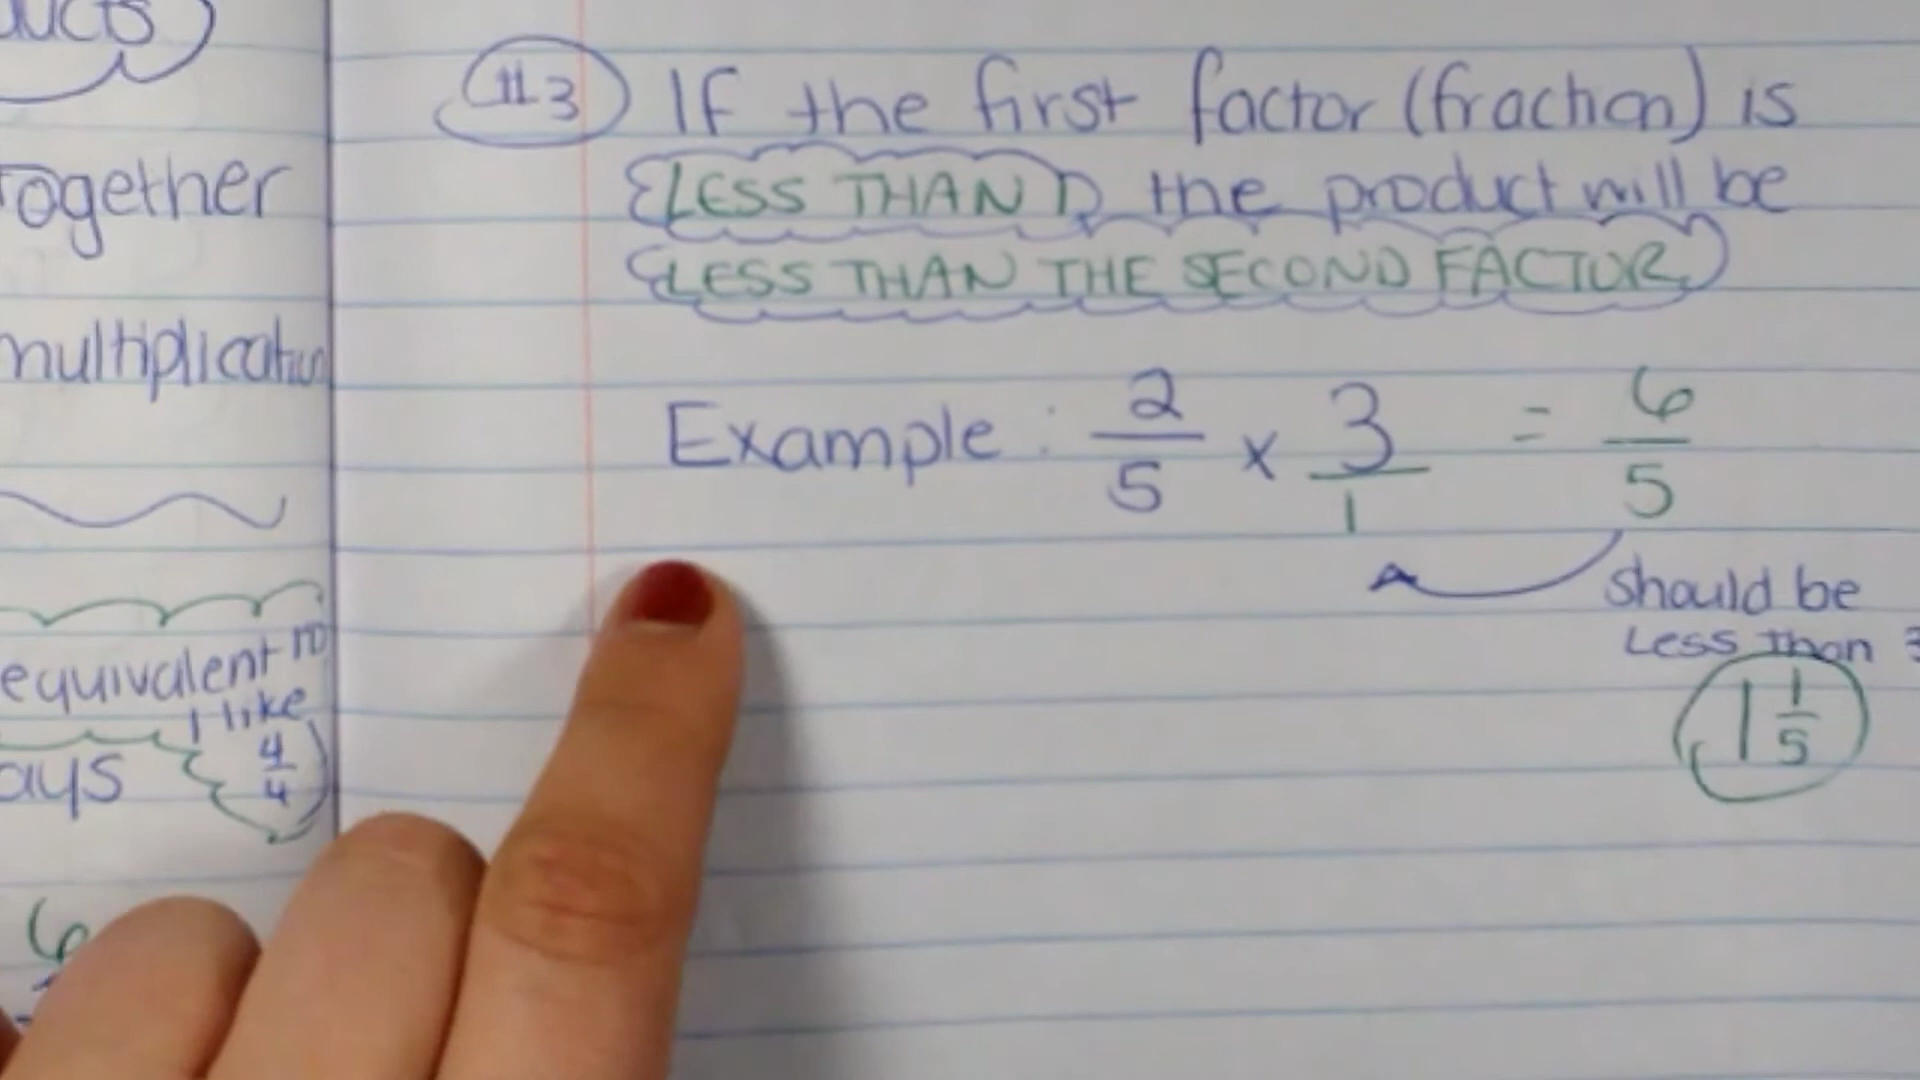 together
multiplication
equivalent to
1 like
4/4
ays
6
#3 If the first factor (fraction) is
LESS THAN 1, the product will be
LESS THAN THE SECOND FACTOR
Example: 2/5 x 3/1 = 6/5
should be
Less than 3
1 1/5